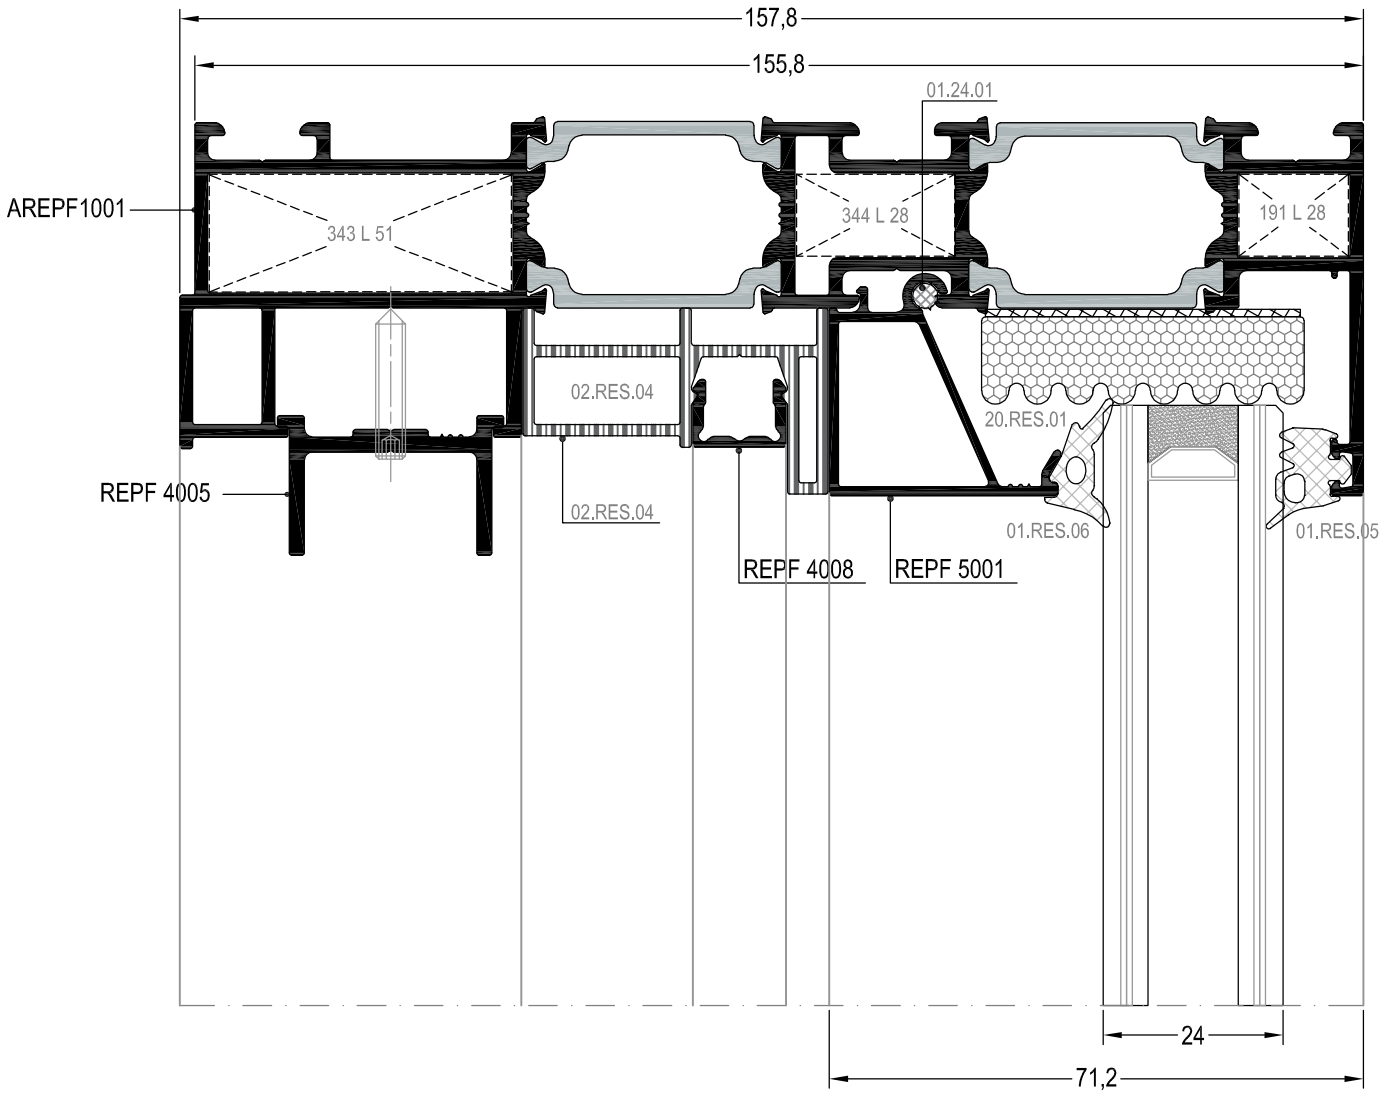 157,8
155,8
01.24.01
AREPF1001
343 L 51
344 L 28
191 L 28
02.RES.04
20.RES.01
REPF 4005
02.RES.04
01.RES.06
01.RES.05
REPF 4008
REPF 5001
24
71,2